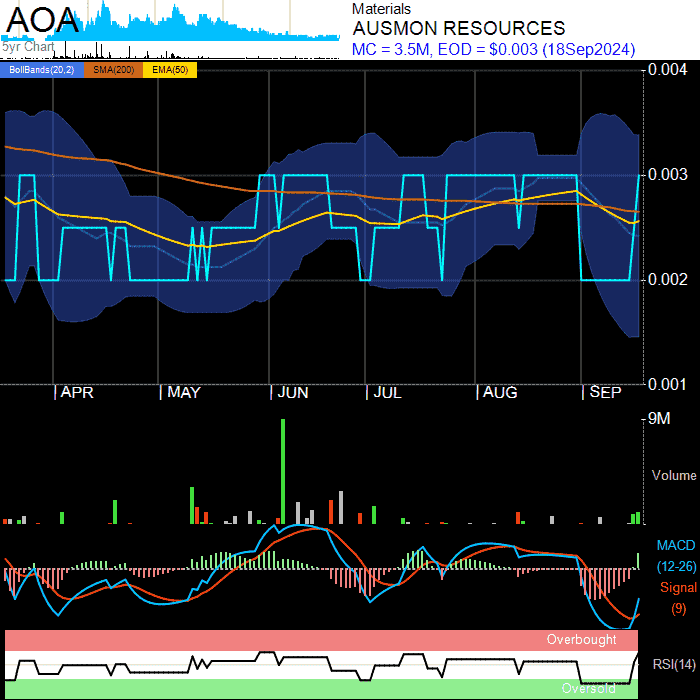 AOA
5yr Chart
Materials
AUSMON RESOURCES
MC = 3.5M, EOD = $0.003 (18Sep2024)
BollBands(20,2) SMA(200) EMA(50)
0.004
0.003
0.002
0.001
APR MAY JUN JUL AUG SEP
9M
Volume
MACD
(12-26)
Signal
(9)
Overbought
RSI(14)
Oversold